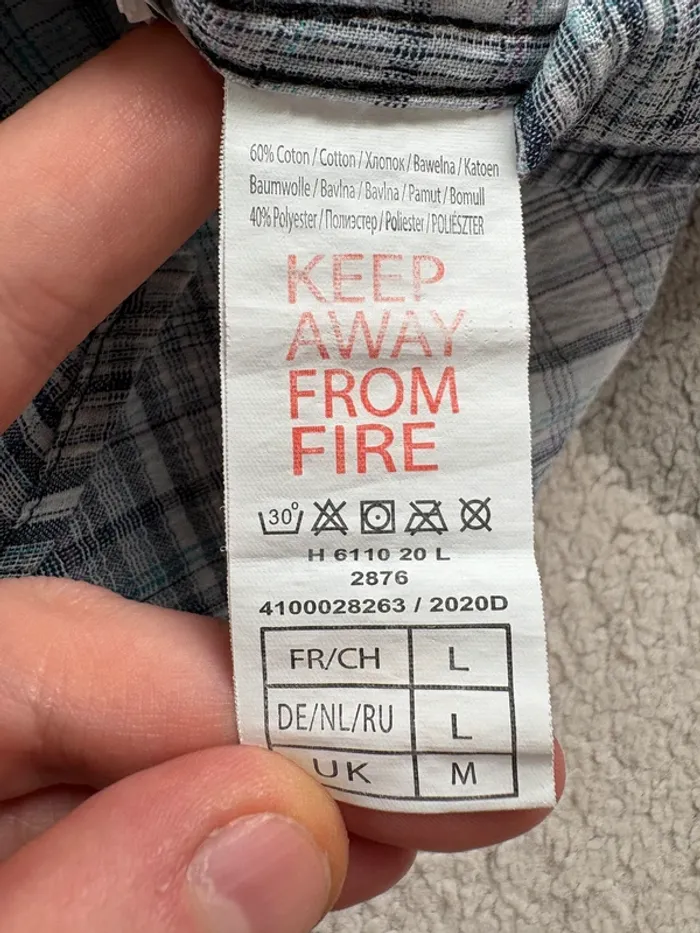 60% Coton / Cotton / Хлопок / Bawełna / Katoen
Baumwolle / Bavlna / Bavlna / Pamut / Bomull
40% Polyester / Полиэстер / Poliester / POLIÉSZTER
KEEP
AWAY
FROM
FIRE
30°
H 6110 20 L
2876
4100028263 / 2020D
FR/CH L
DE/NL/RU L
UK M